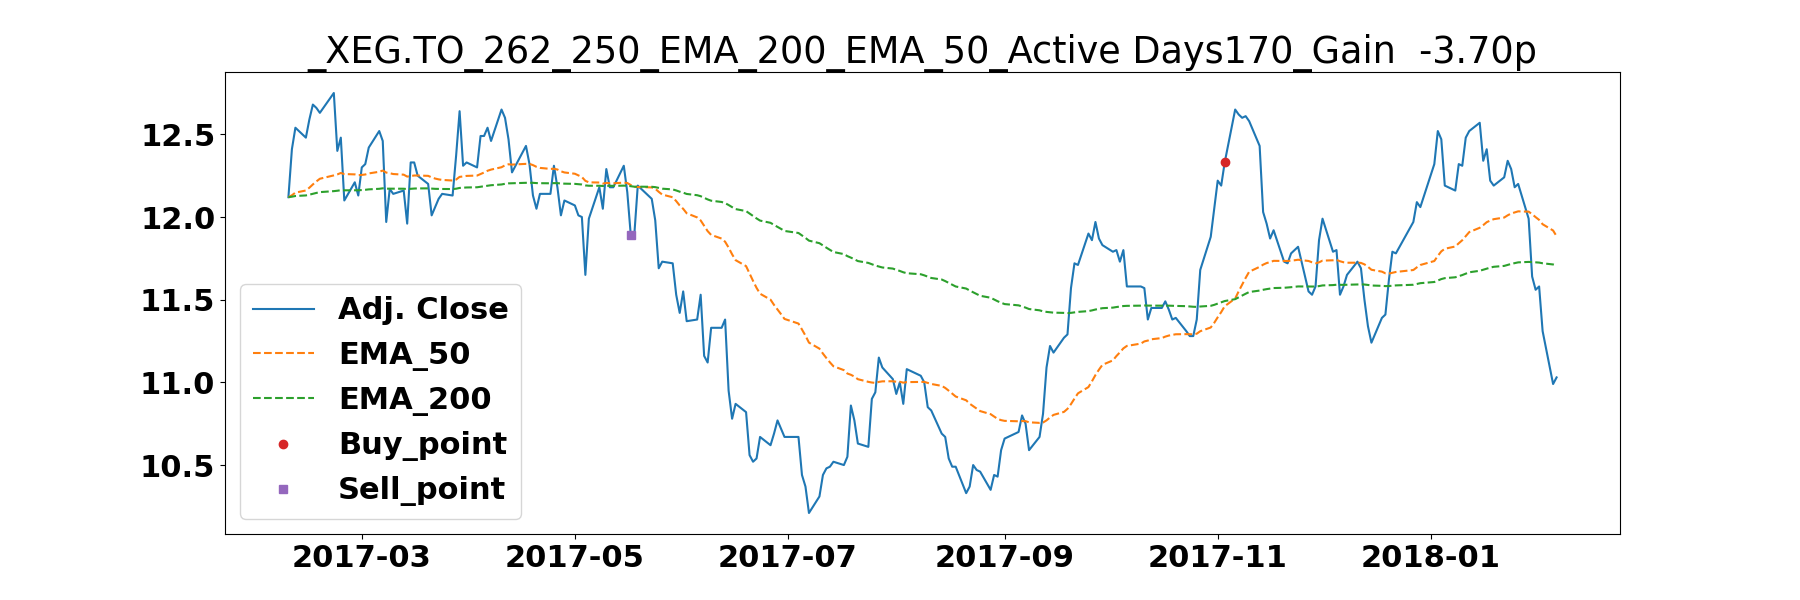 _XEG.TO_262_250_EMA_200_EMA_50_Active Days170_Gain  -3.70p
12.5
12.0
11.5
11.0
10.5
Adj. Close
EMA_50
EMA_200
Buy_point
Sell_point
2017-03 2017-05 2017-07 2017-09 2017-11 2018-01